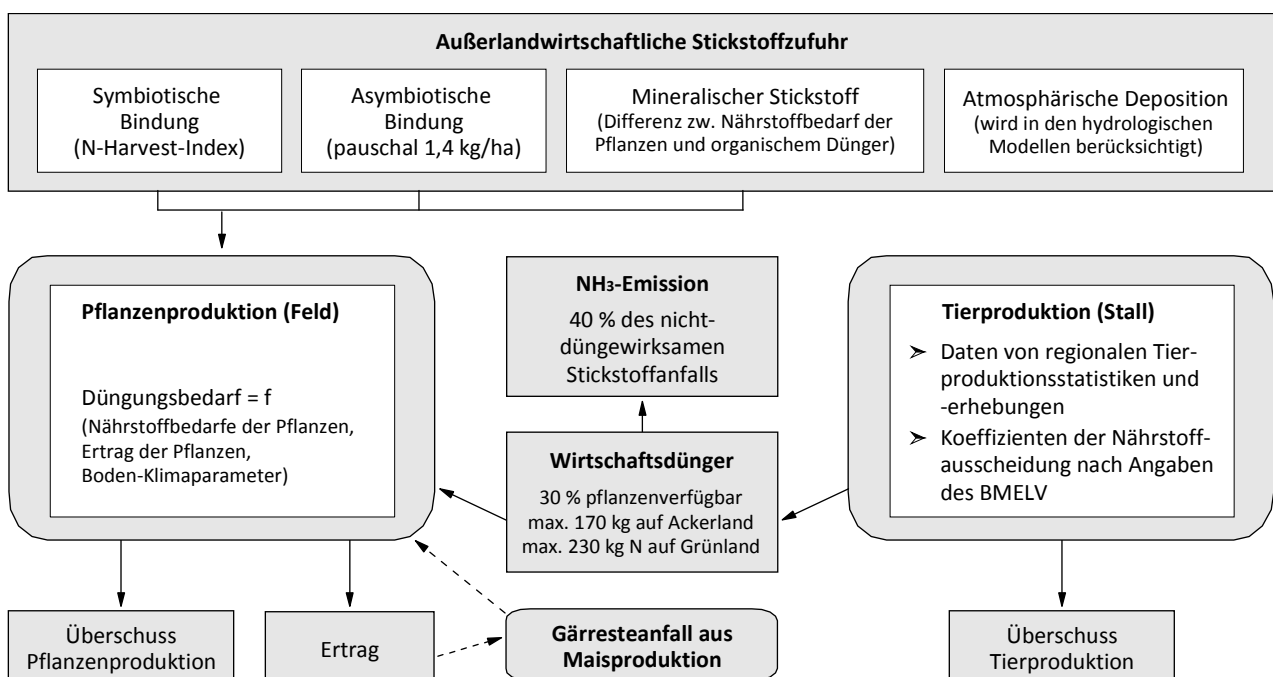 Außerlandwirtschaftliche Stickstoffzufuhr
Symbiotische
Bindung
(N-Harvest-Index)
Asymbiotische
Bindung
(pauschal 1,4 kg/ha)
Mineralischer Stickstoff
(Differenz zw. Nährstoffbedarf der
Pflanzen und organischem Dünger)
Atmosphärische Deposition
(wird in den hydrologischen
Modellen berücksichtigt)
Pflanzenproduktion (Feld)
Düngungsbedarf = f
(Nährstoffbedarfe der Pflanzen,
Ertrag der Pflanzen,
Boden-Klimaparameter)
NH₃-Emission
40 % des nicht-
düngewirksamen
Stickstoffanfalls
Wirtschaftsdünger
30 % pflanzenverfügbar
max. 170 kg auf Ackerland
max. 230 kg N auf Grünland
Tierproduktion (Stall)
➢ Daten von regionalen Tier-
produktionsstatistiken und
-erhebungen
➢ Koeffizienten der Nährstoff-
ausscheidung nach Angaben
des BMELV
Überschuss
Pflanzenproduktion
Ertrag
Gärresteanfall aus
Maisproduktion
Überschuss
Tierproduktion